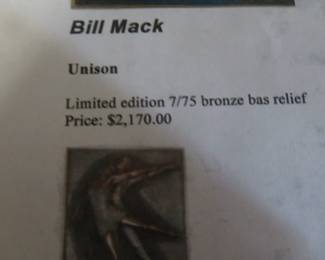 Bill Mack
Unison
Limited edition 7/75 bronze bas relief
Price: $2,170.00